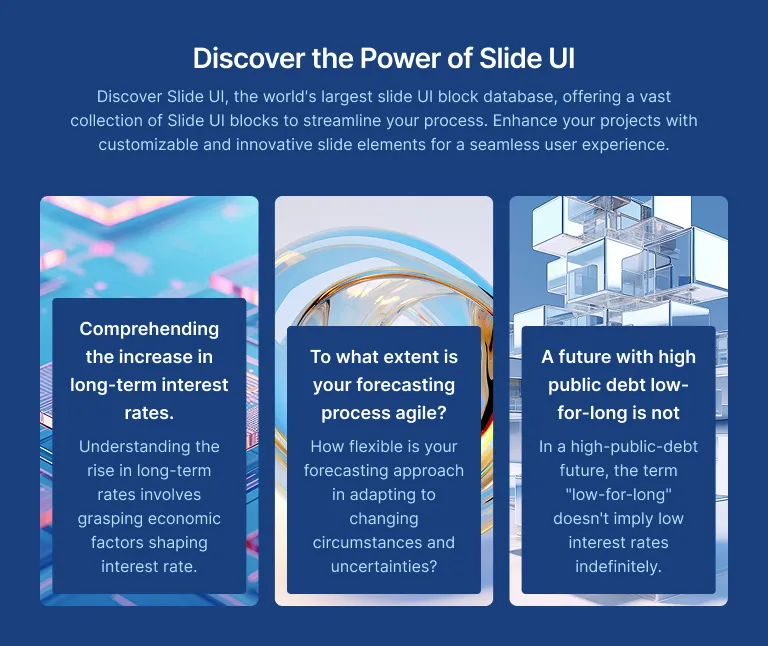 Discover the Power of Slide UI
Discover Slide UI, the world's largest slide UI block database, offering a vast
collection of Slide UI blocks to streamline your process. Enhance your projects with
customizable and innovative slide elements for a seamless user experience.
Comprehending
the increase in
long-term interest
rates.
Understanding the
rise in long-term
rates involves
grasping economic
factors shaping
interest rate.
To what extent is
your forecasting
process agile?
How flexible is your
forecasting approach
in adapting to
changing
circumstances and
uncertainties?
A future with high
public debt low-
for-long is not
In a high-public-debt
future, the term
"low-for-long"
doesn't imply low
interest rates
indefinitely.